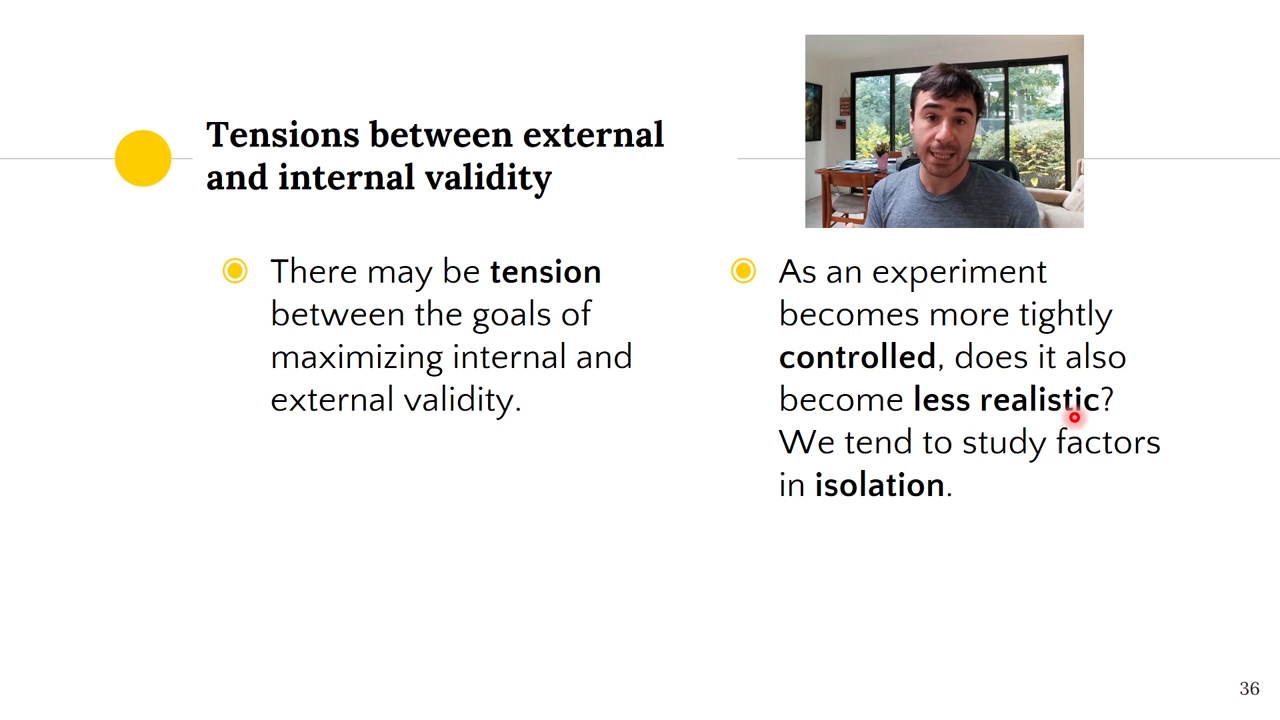 Tensions between external
and internal validity
There may be tension
between the goals of
maximizing internal and
external validity.
As an experiment
becomes more tightly
controlled, does it also
become less realistic?
We tend to study factors
in isolation.
36